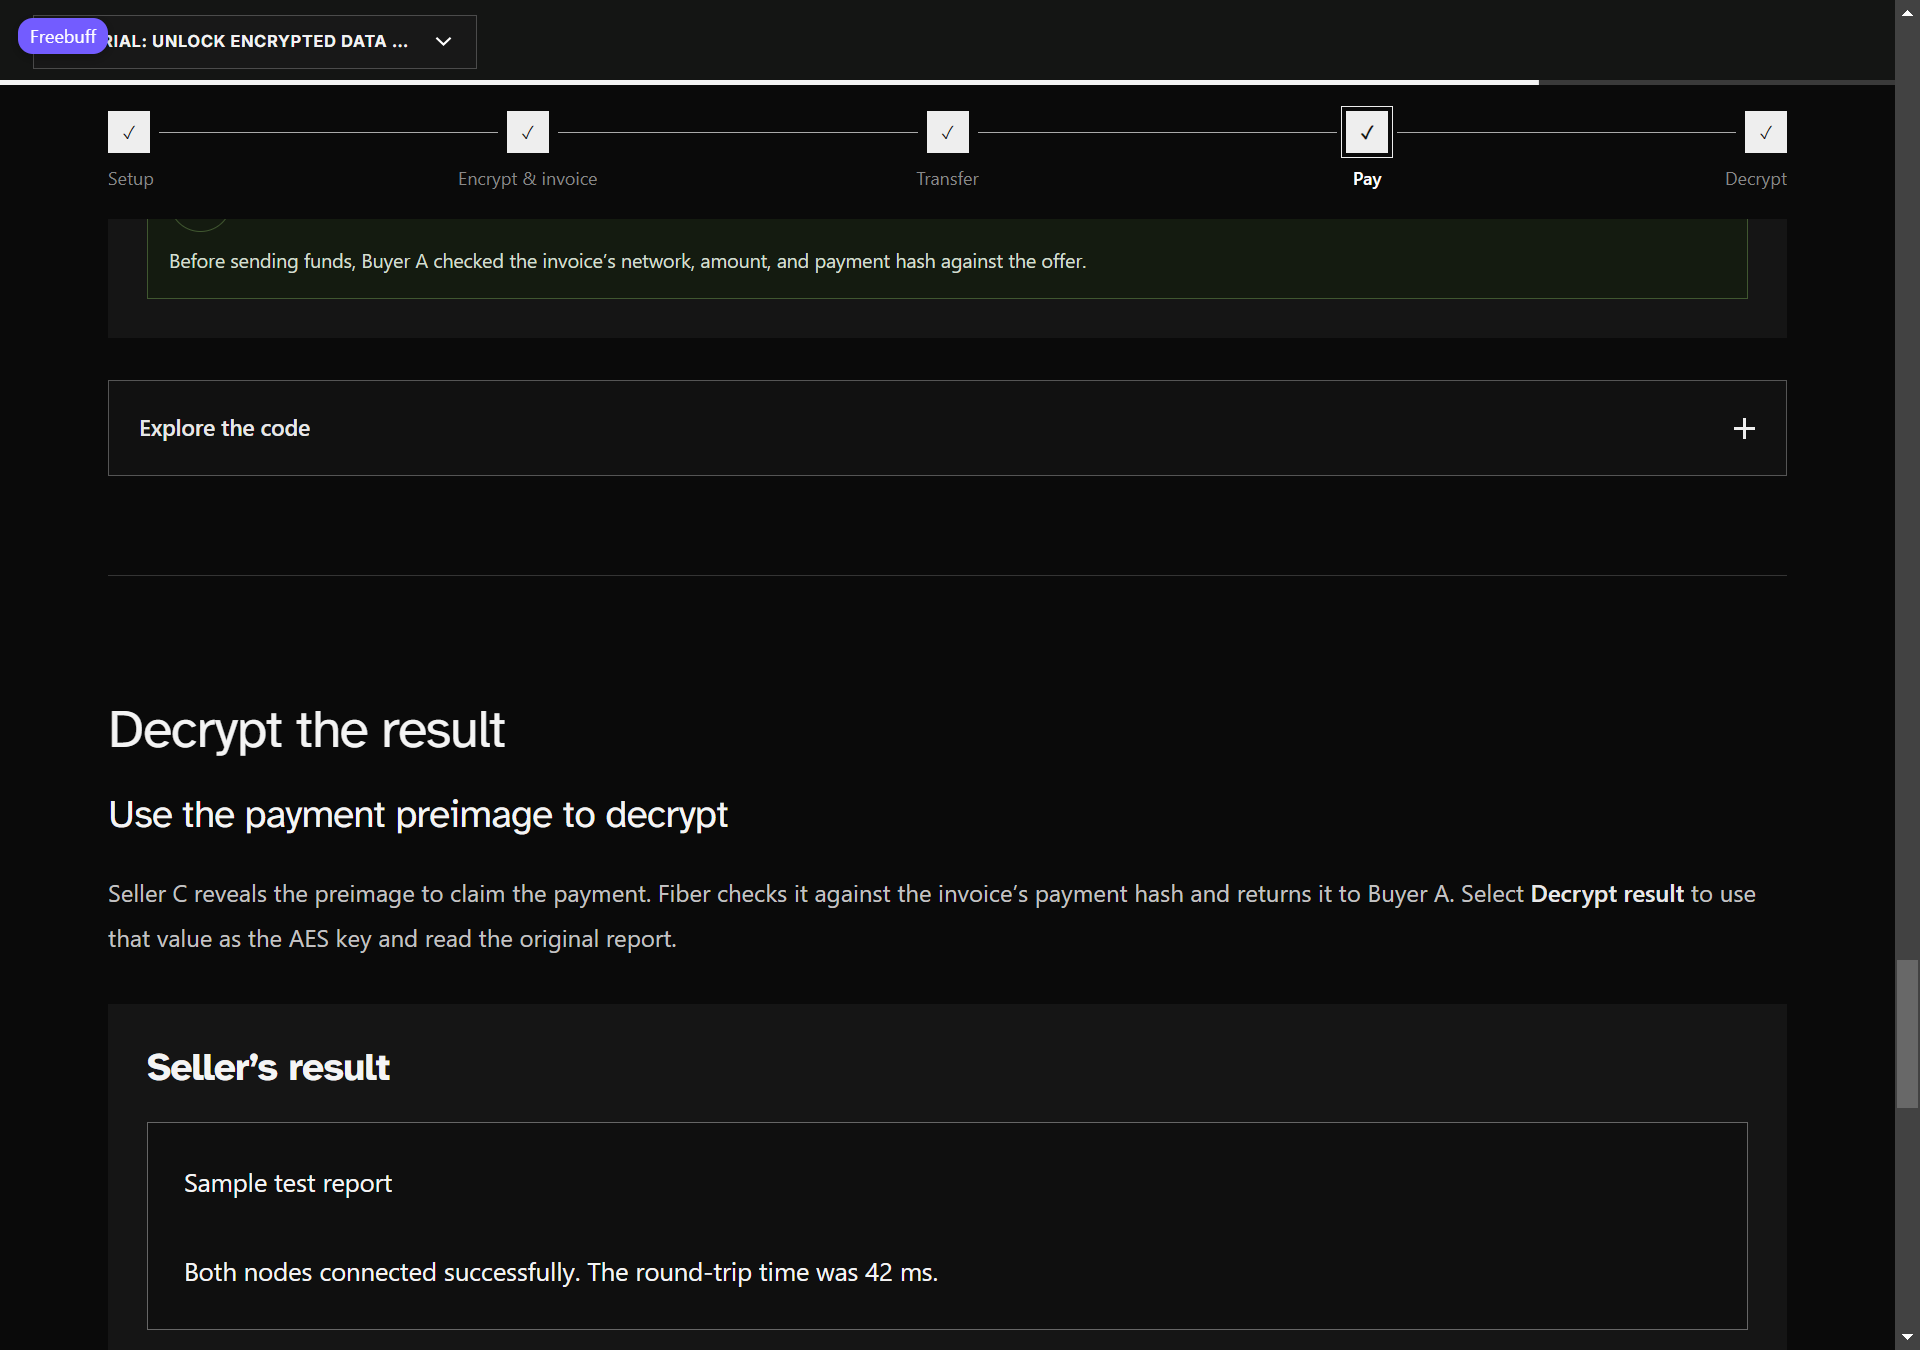 Freebuff
RIAL: UNLOCK ENCRYPTED DATA ...
Setup
Encrypt & invoice
Transfer
Pay
Decrypt
Before sending funds, Buyer A checked the invoice’s network, amount, and payment hash against the offer.
Explore the code
Decrypt the result
Use the payment preimage to decrypt
Seller C reveals the preimage to claim the payment. Fiber checks it against the invoice’s payment hash and returns it to Buyer A. Select Decrypt result to use
that value as the AES key and read the original report.
Seller’s result
Sample test report
Both nodes connected successfully. The round-trip time was 42 ms.